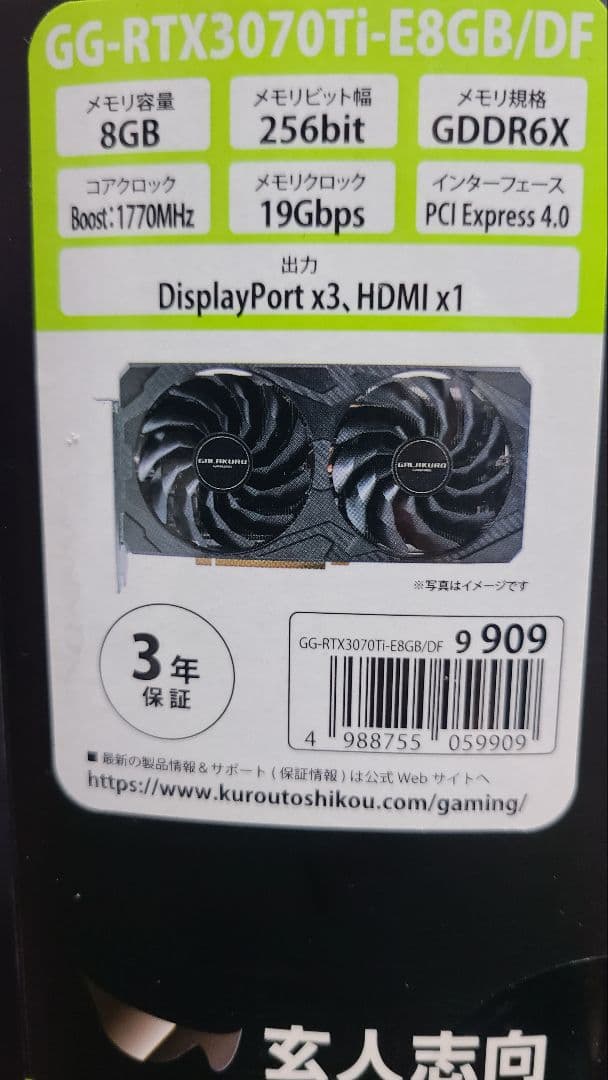 GG-RTX3070Ti-E8GB/DF
メモリ容量
8GB
メモリビット幅
256bit
メモリ規格
GDDR6X
コアクロック
Boost:1770MHz
メモリクロック
19Gbps
インターフェース
PCI Express 4.0
出力
DisplayPort x3、HDMI x1
GALAKURO
GALAKURO
※写真はイメージです
3年
保証
GG-RTX3070Ti-E8GB/DF 9 909
4 988755 059909
■ 最新の製品情報&サポート(保証情報)は公式 Web サイトへ
https://www.kuroutoshikou.com/gaming/
玄人志向